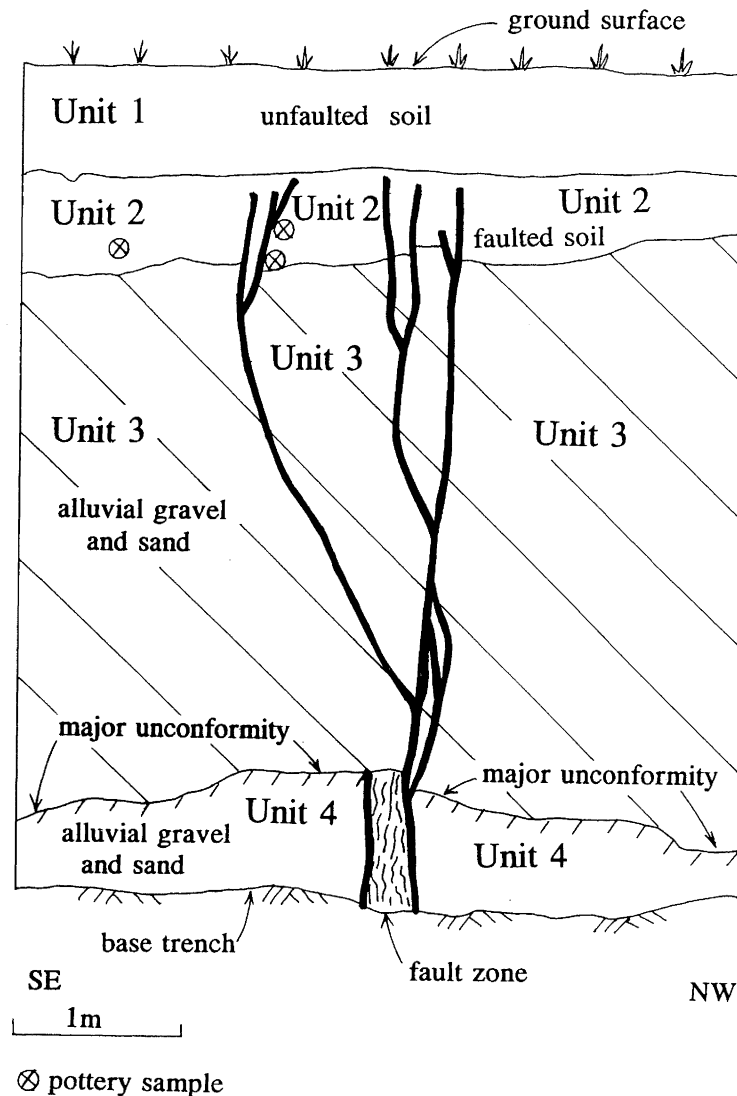 ground surface
Unit 1
unfaulted soil
Unit 2
Unit 2
Unit 2
faulted soil
Unit 3
Unit 3
Unit 3
alluvial gravel
and sand
major unconformity
major unconformity
Unit 4
alluvial gravel
and sand
Unit 4
base trench
fault zone
SE
NW
1m
pottery sample